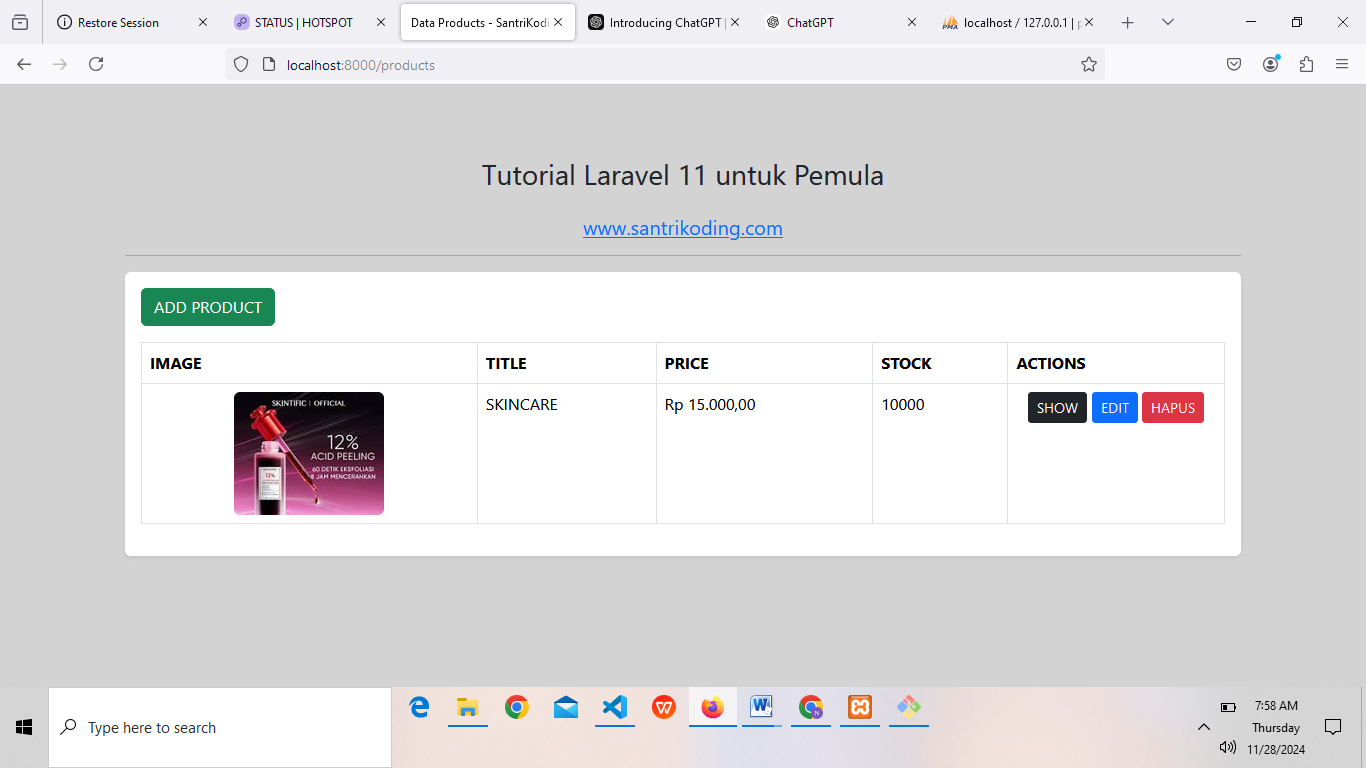 Restore Session
STATUS | HOTSPOT
Data Products - SantriKodi
Introducing ChatGPT |
ChatGPT
localhost / 127.0.0.1 | p
localhost:8000/products
Tutorial Laravel 11 untuk Pemula
www.santrikoding.com
ADD PRODUCT
IMAGE TITLE PRICE STOCK ACTIONS
SKINTIFIC | OFFICIAL
12%
ACID PEELING
60 DETIK EKSFOLIASI
8 JAM MENCERAHKAN
12%
SKINCARE Rp 15.000,00 10000 SHOW EDIT HAPUS
Type here to search
7:58 AM
Thursday
11/28/2024